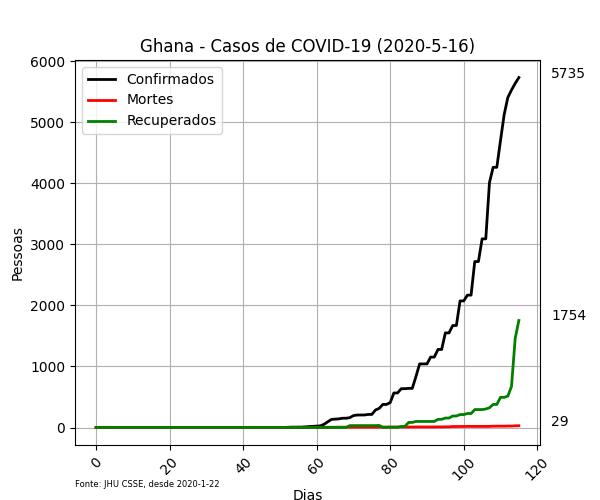 Ghana - Casos de COVID-19 (2020-5-16)
Confirmados
Mortes
Recuperados
Pessoas
6000
5000
4000
3000
2000
1000
0
5735
1754
29
0
20
40
60
80
100
120
Dias
Fonte: JHU CSSE, desde 2020-1-22